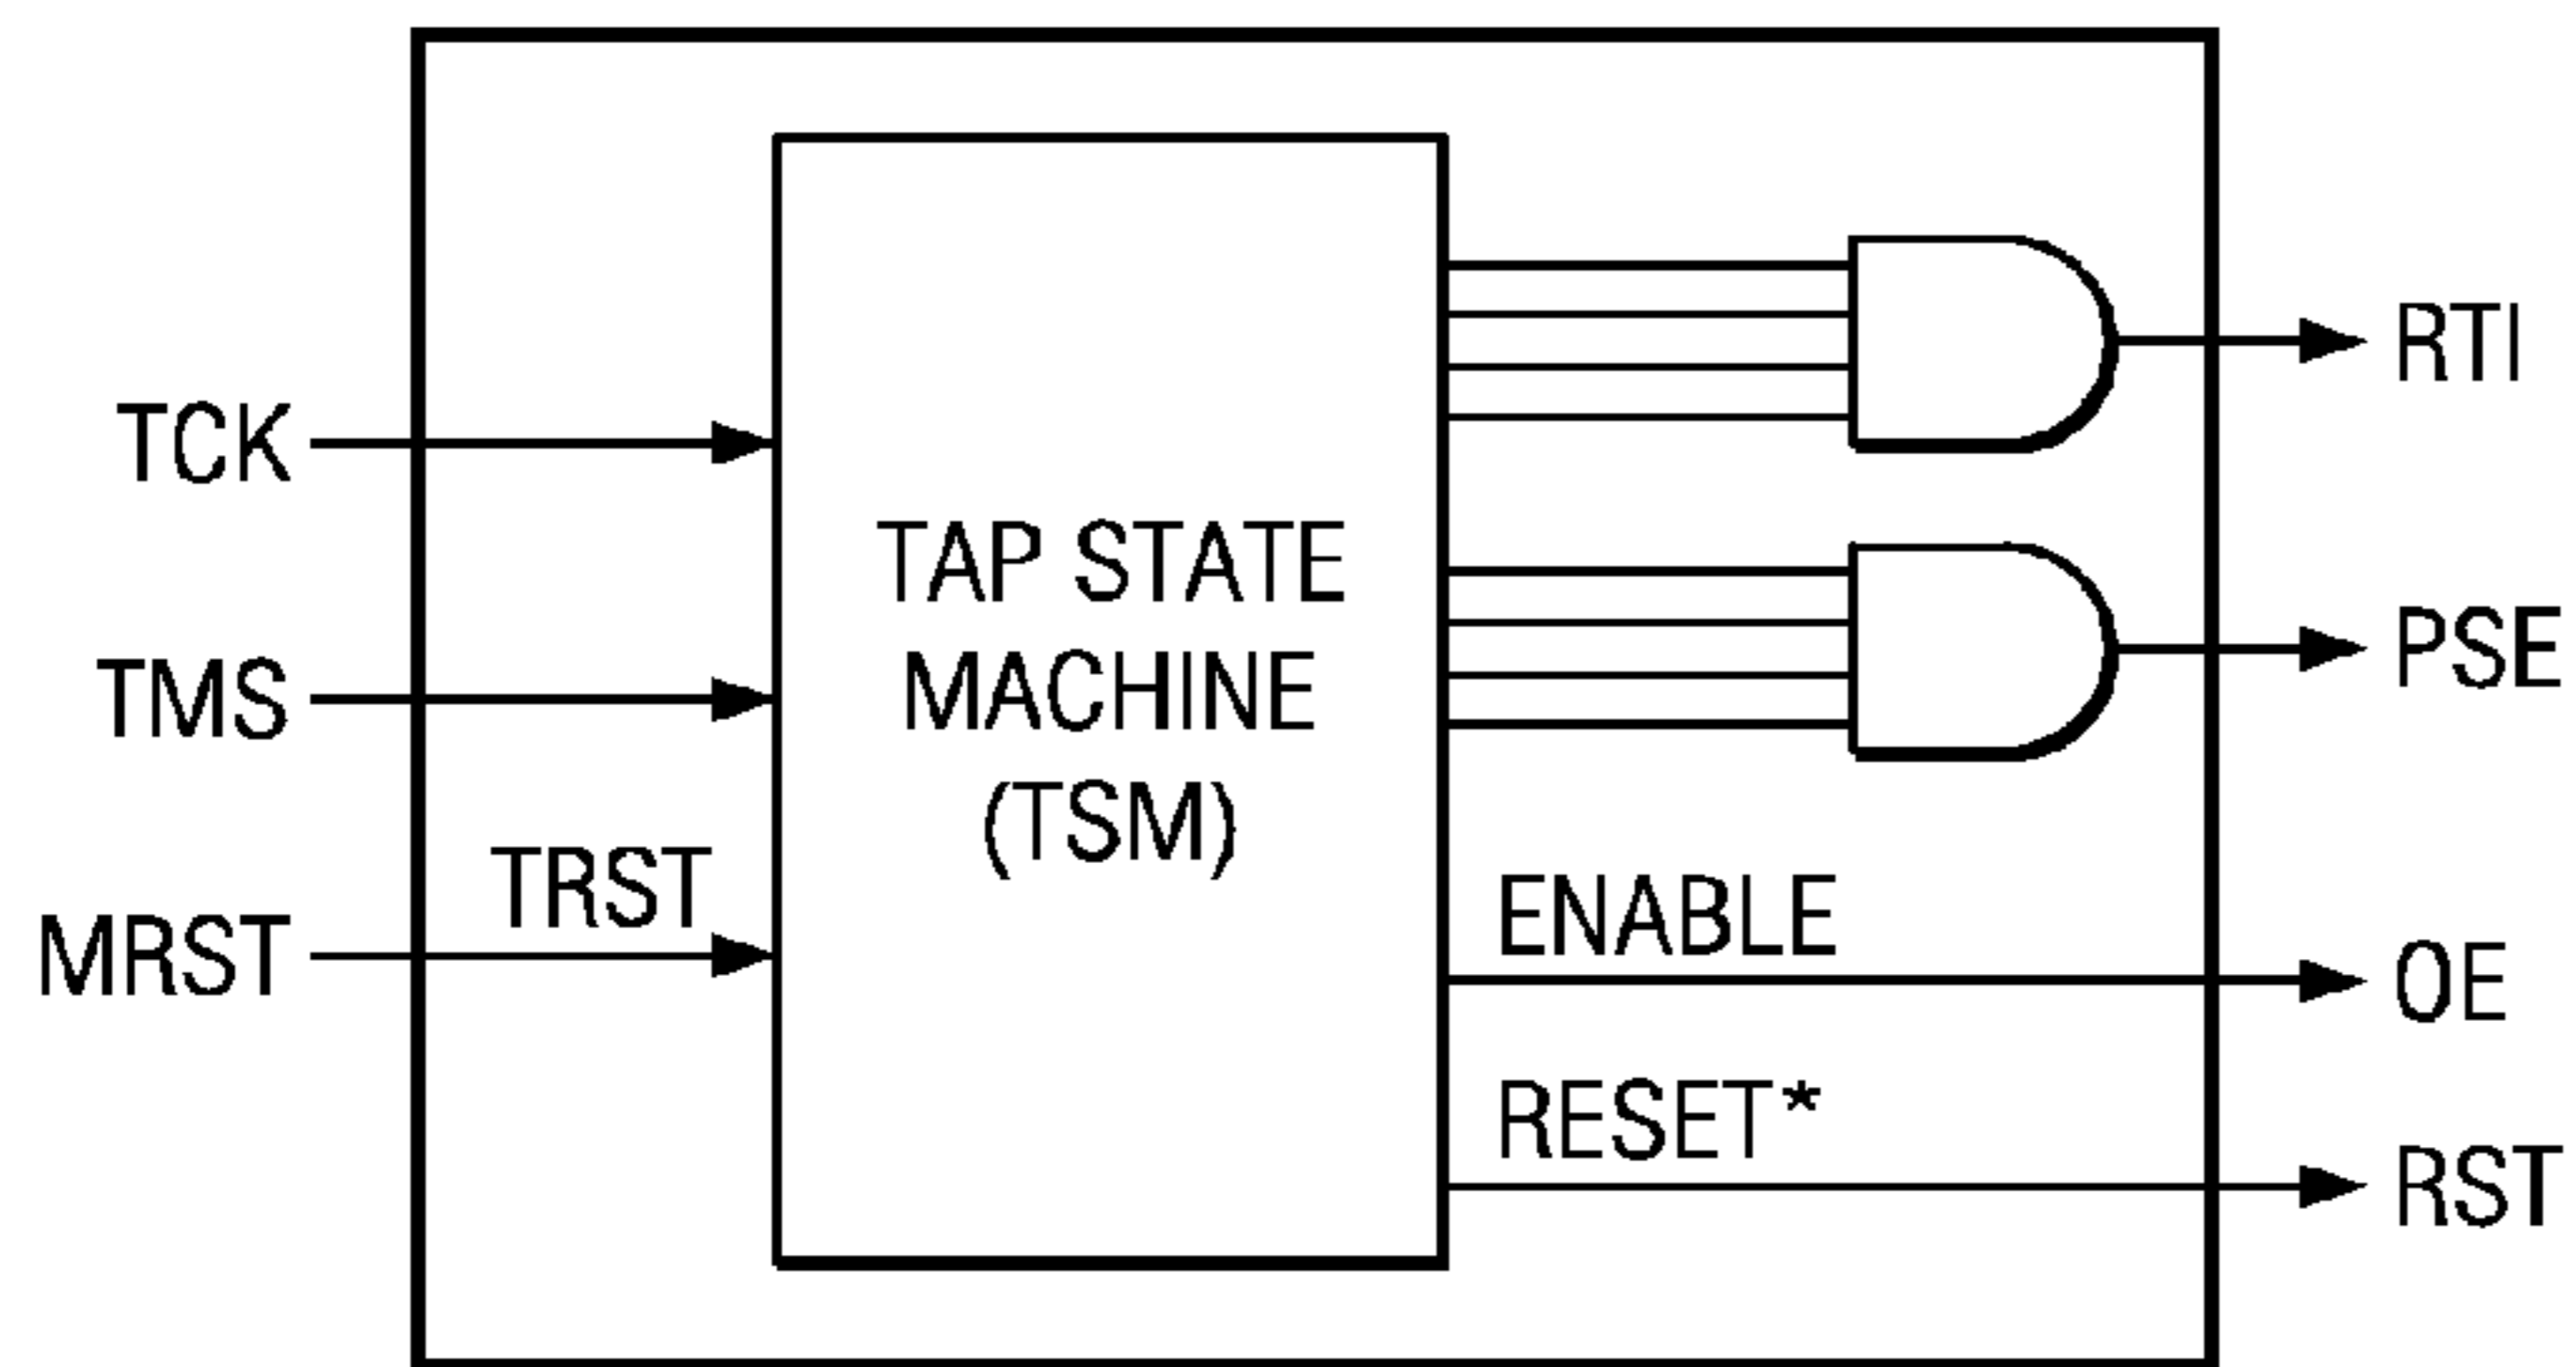 RTI
TCK
TAP STATE
MACHINE
(TSM)
PSE
TMS
TRST
ENABLE
MRST
OE
RESET*
RST